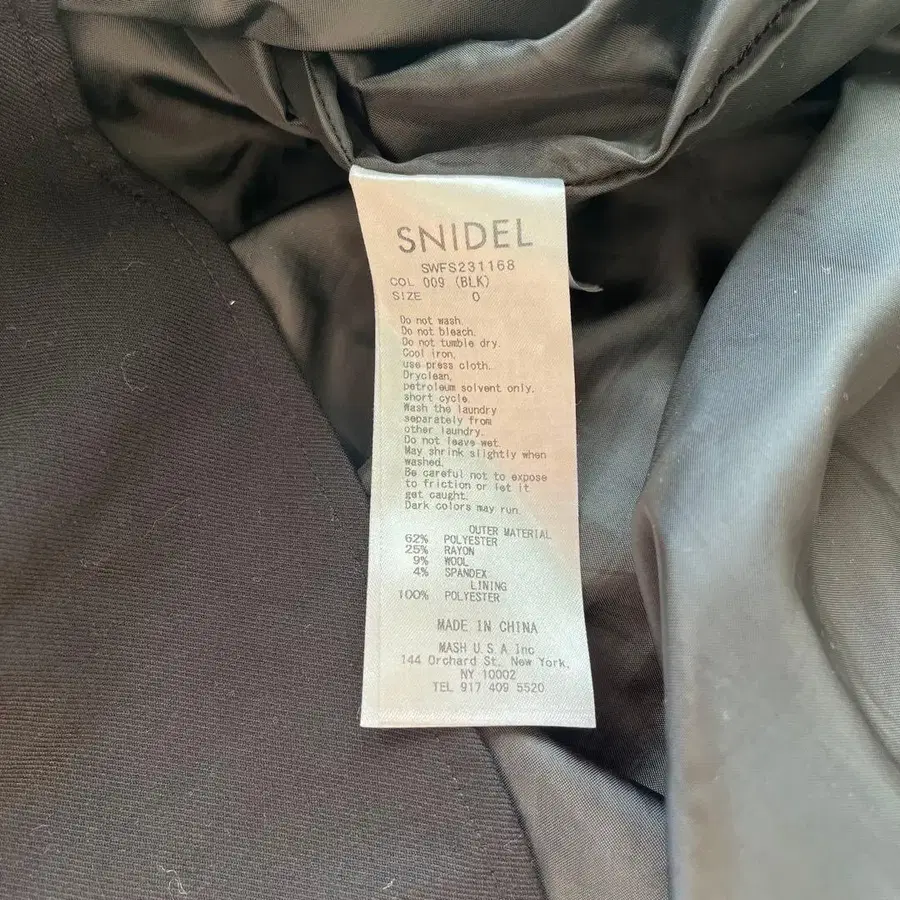 SNIDEL
SWFS231168
COL 009 (BLK)
SIZE 0
Do not wash.
Do not bleach.
Do not tumble dry.
Cool iron,
use press cloth.
Dryclean,
petroleum solvent only.
short cycle.
Wash the laundry
separately from
other laundry.
Do not leave wet.
May shrink slightly when
washed.
Be careful not to expose
to friction or let it
get caught.
Dark colors may run.
OUTER MATERIAL
62% POLYESTER
25% RAYON
9% WOOL
4% SPANDEX
LINING
100% POLYESTER
MADE IN CHINA
MASH U.S.A.Inc
144 Orchard St, New York,
NY 10002
TEL 917 409 5520